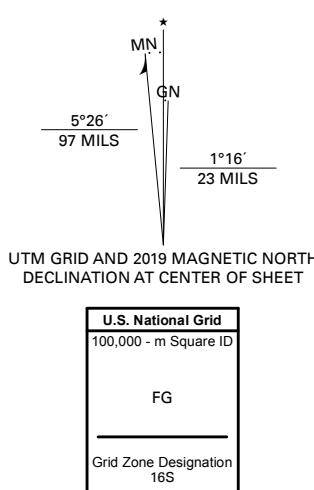 ★
MN
GN
5°26´
97 MILS
1°16´
23 MILS
UTM GRID AND 2019 MAGNETIC NORTH
DECLINATION AT CENTER OF SHEET
U.S. National Grid
100,000 - m Square ID
FG
Grid Zone Designation
16S